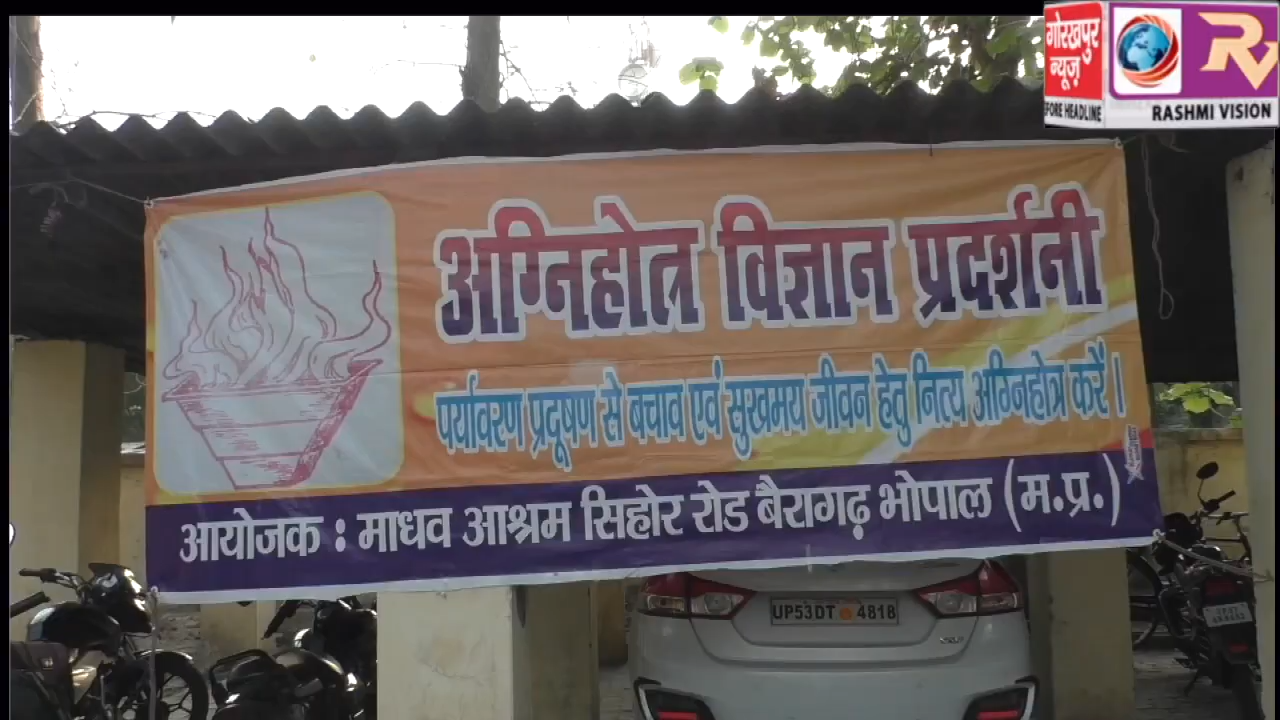 गोरखपुर
न्यूज़
FORE HEADLINE
RV
RASHMI VISION
अग्निहोत्र विज्ञान प्रदर्शनी
पर्यावरण प्रदूषण से बचाव एवं सुखमय जीवन हेतु नित्य अग्निहोत्र करें।
आयोजक : माधव आश्रम सिहोर रोड बैरागढ़ भोपाल (म.प्र.)
UP53DT 4818